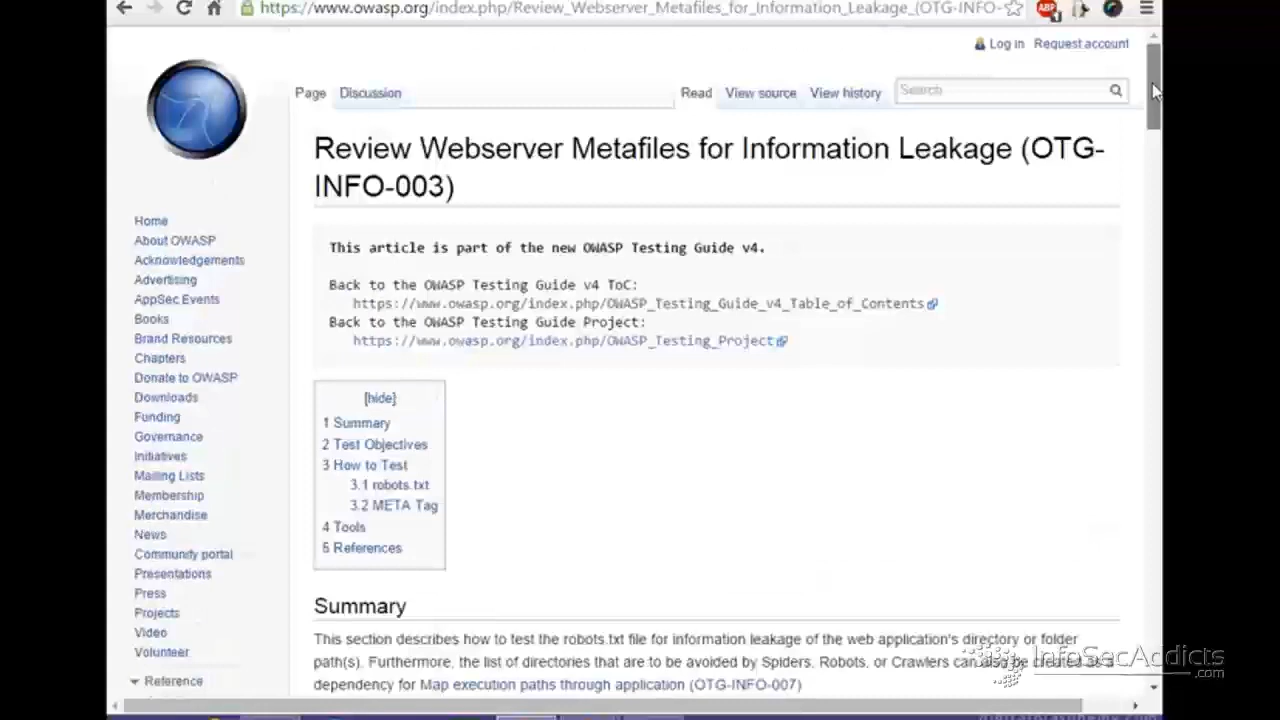 https://www.owasp.org/index.php/Review_Webserver_Metafiles_for_Information_Leakage_(OTG-INFO-
ABP
Log in Request account
Page Discussion Read View source View history Search
Review Webserver Metafiles for Information Leakage (OTG-
INFO-003)
This article is part of the new OWASP Testing Guide v4.
Back to the OWASP Testing Guide v4 ToC:
https://www.owasp.org/index.php/OWASP_Testing_Guide_v4_Table_of_Contents
Back to the OWASP Testing Guide Project:
https://www.owasp.org/index.php/OWASP_Testing_Project
[hide]
1 Summary
2 Test Objectives
3 How to Test
3.1 robots.txt
3.2 META Tag
4 Tools
5 References
Summary
This section describes how to test the robots.txt file for information leakage of the web application's directory or folder
path(s). Furthermore, the list of directories that are to be avoided by Spiders, Robots, or Crawlers can also be created as a
dependency for Map execution paths through application (OTG-INFO-007)
Home
About OWASP
Acknowledgements
Advertising
AppSec Events
Books
Brand Resources
Chapters
Donate to OWASP
Downloads
Funding
Governance
Initiatives
Mailing Lists
Membership
Merchandise
News
Community portal
Presentations
Press
Projects
Video
Volunteer
Reference
InfoSecAddicts
.com